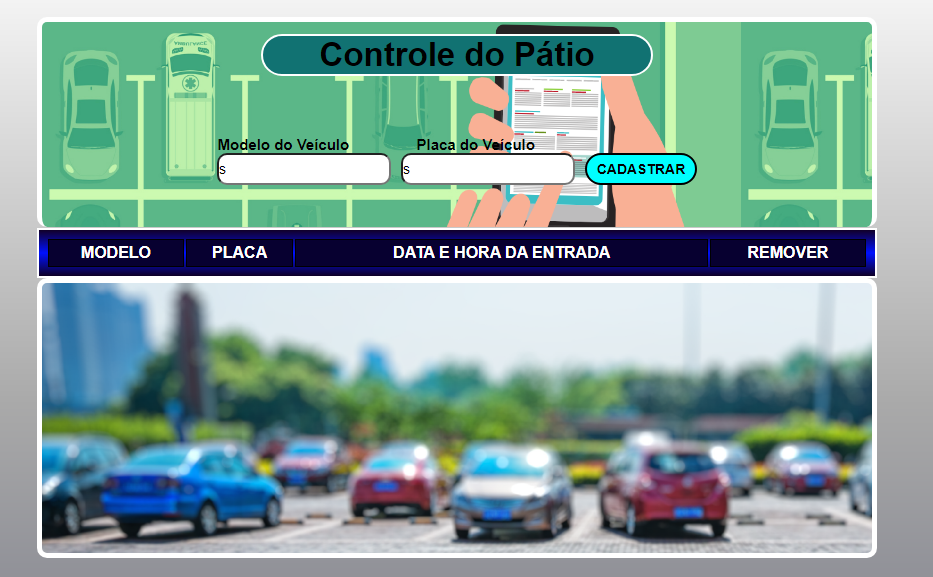 Controle do Pátio
Modelo do Veículo Placa do Veículo
s s CADASTRAR
MODELO PLACA DATA E HORA DA ENTRADA REMOVER